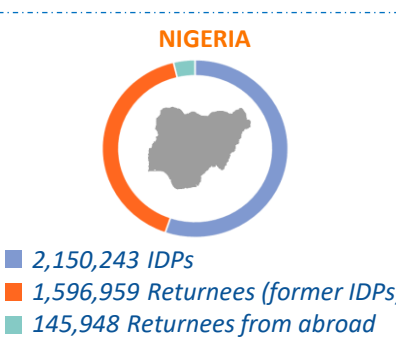 NIGERIA
2,150,243 IDPs
1,596,959 Returnees (former IDPs)
145,948 Returnees from abroad